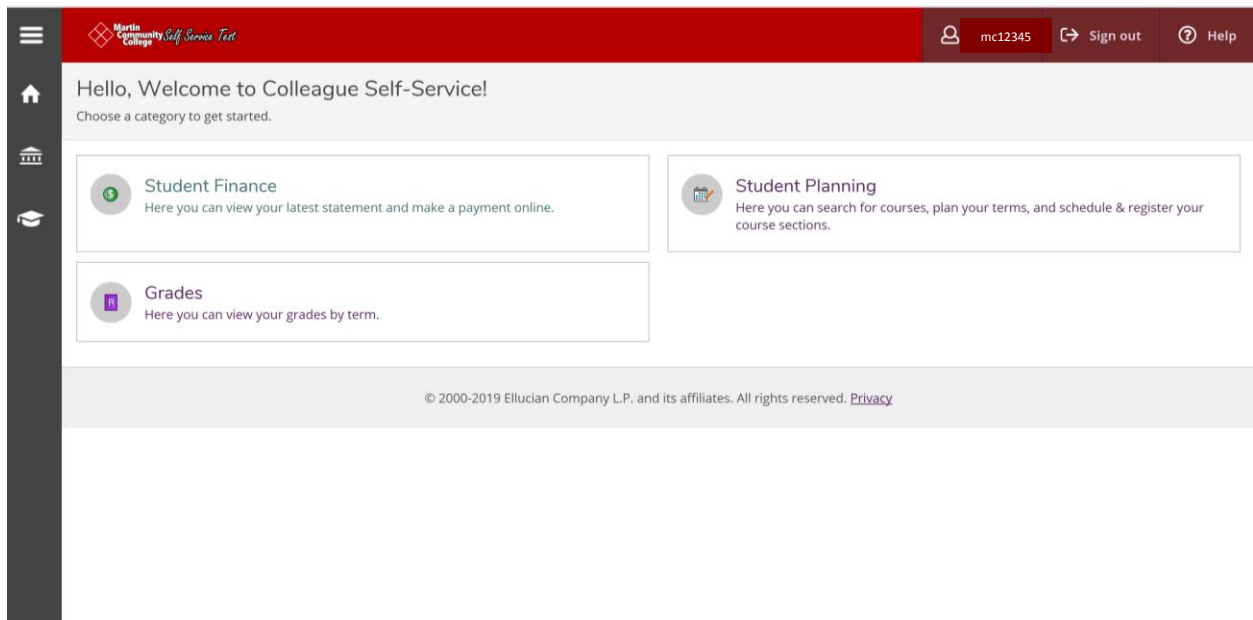 Martin
Community
College
Self Service Test
mc12345
Sign out
Help
Hello, Welcome to Colleague Self-Service!
Choose a category to get started.
Student Finance
Here you can view your latest statement and make a payment online.
Student Planning
Here you can search for courses, plan your terms, and schedule & register your
course sections.
Grades
Here you can view your grades by term.
© 2000-2019 Ellucian Company L.P. and its affiliates. All rights reserved. Privacy